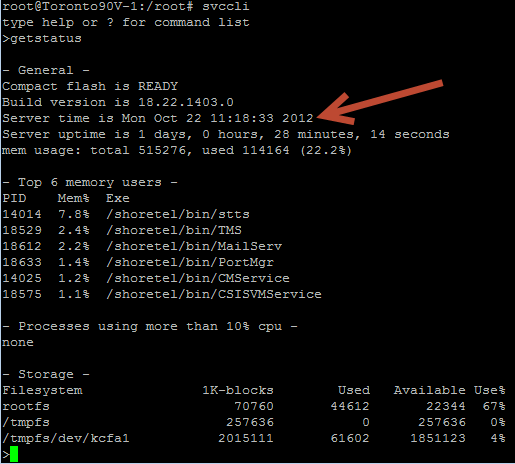 root@Toronto90V-1:/root# svccli
type help or ? for command list
>getstatus
- General -
Compact flash is READY
Build version is 18.22.1403.0
Server time is Mon Oct 22 11:18:33 2012
Server uptime is 1 days, 0 hours, 28 minutes, 14 seconds
mem usage: total 515276, used 114164 (22.2%)
- Top 6 memory users -
PID Mem% Exe
14014 7.8% /shoretel/bin/stts
18529 2.4% /shoretel/bin/TMS
18612 2.2% /shoretel/bin/MailServ
18633 1.4% /shoretel/bin/PortMgr
14025 1.2% /shoretel/bin/CMService
18575 1.1% /shoretel/bin/CSISVMService
- Processes using more than 10% cpu -
none
- Storage -
Filesystem 1K-blocks Used Available Use%
rootfs 70760 44612 22344 67%
/tmpfs 257636 0 257636 0%
/tmpfs/dev/kcfa1 2015111 61602 1851123 4%
>